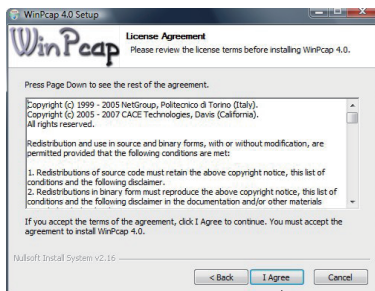 WinPcap 4.0 Setup
WinPcap
License Agreement
Please review the license terms before installing WinPcap 4.0.
Press Page Down to see the rest of the agreement.
Copyright (c) 1999 - 2005 NetGroup, Politecnico di Torino (Italy).
Copyright (c) 2005 - 2007 CACE Technologies, Davis (California).
All rights reserved.
Redistribution and use in source and binary forms, with or without modification, are
permitted provided that the following conditions are met:
1. Redistributions of source code must retain the above copyright notice, this list of
conditions and the following disclaimer.
2. Redistributions in binary form must reproduce the above copyright notice, this list of
conditions and the following disclaimer in the documentation and/or other materials
If you accept the terms of the agreement, click I Agree to continue. You must accept the
agreement to install WinPcap 4.0.
Nullsoft Install System v2.16
< Back
I Agree
Cancel